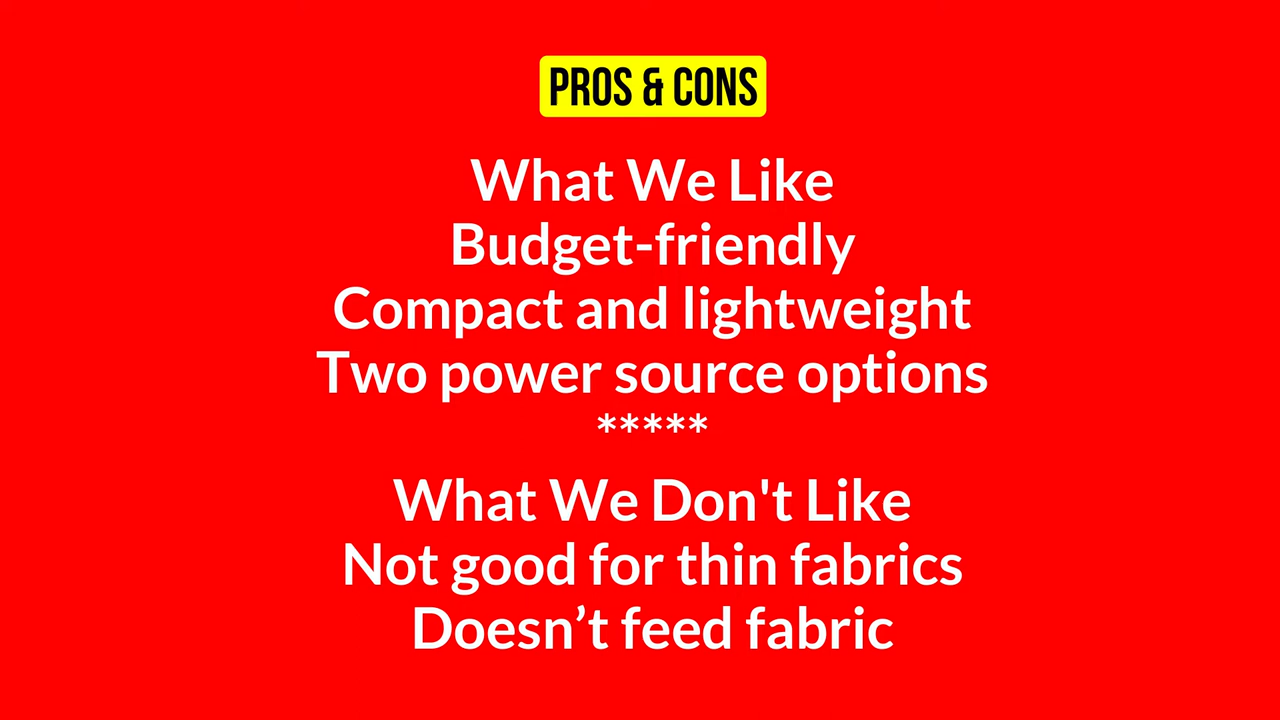 PROS & CONS
What We Like
Budget-friendly
Compact and lightweight
Two power source options
*****
What We Don't Like
Not good for thin fabrics
Doesn’t feed fabric